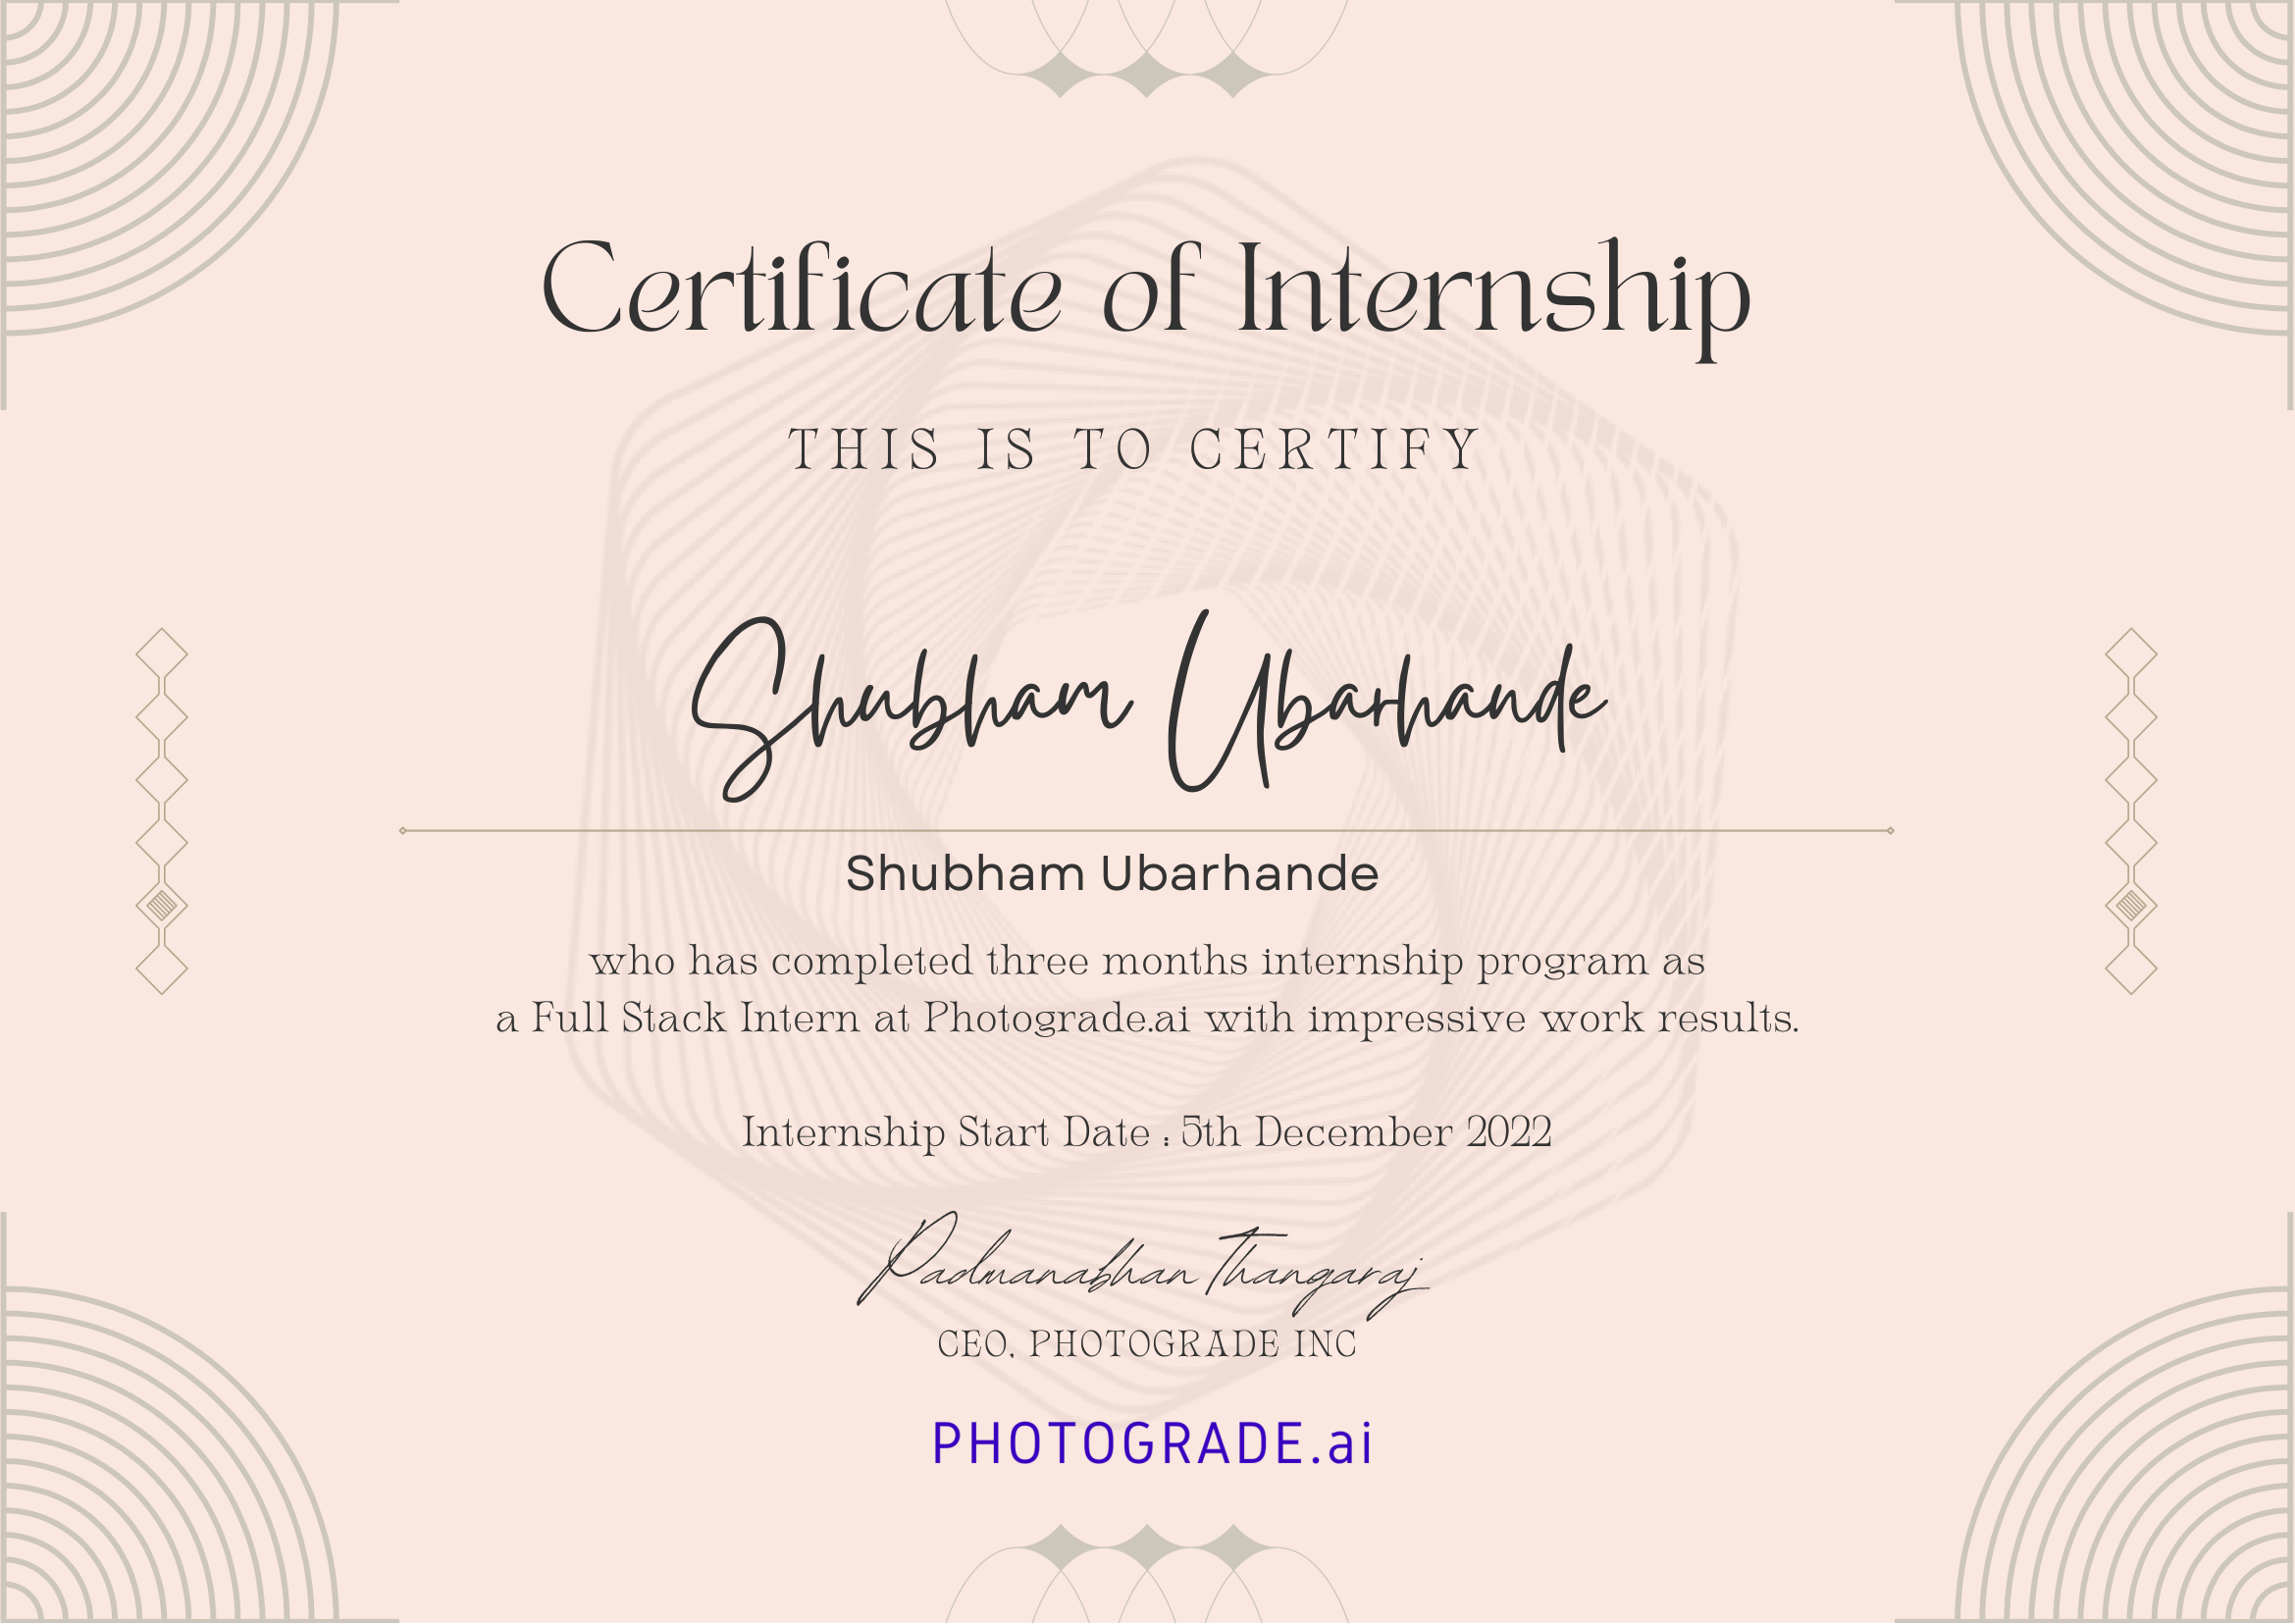 Certificate of Internship
THIS IS TO CERTIFY
Shubham Ubarhande
Shubham Ubarhande
who has completed three months internship program as
a Full Stack Intern at Photograde.ai with impressive work results.
Internship Start Date : 5th December 2022
Padmanabhan Thangaraj
CEO, PHOTOGRADE INC
PHOTOGRADE.ai